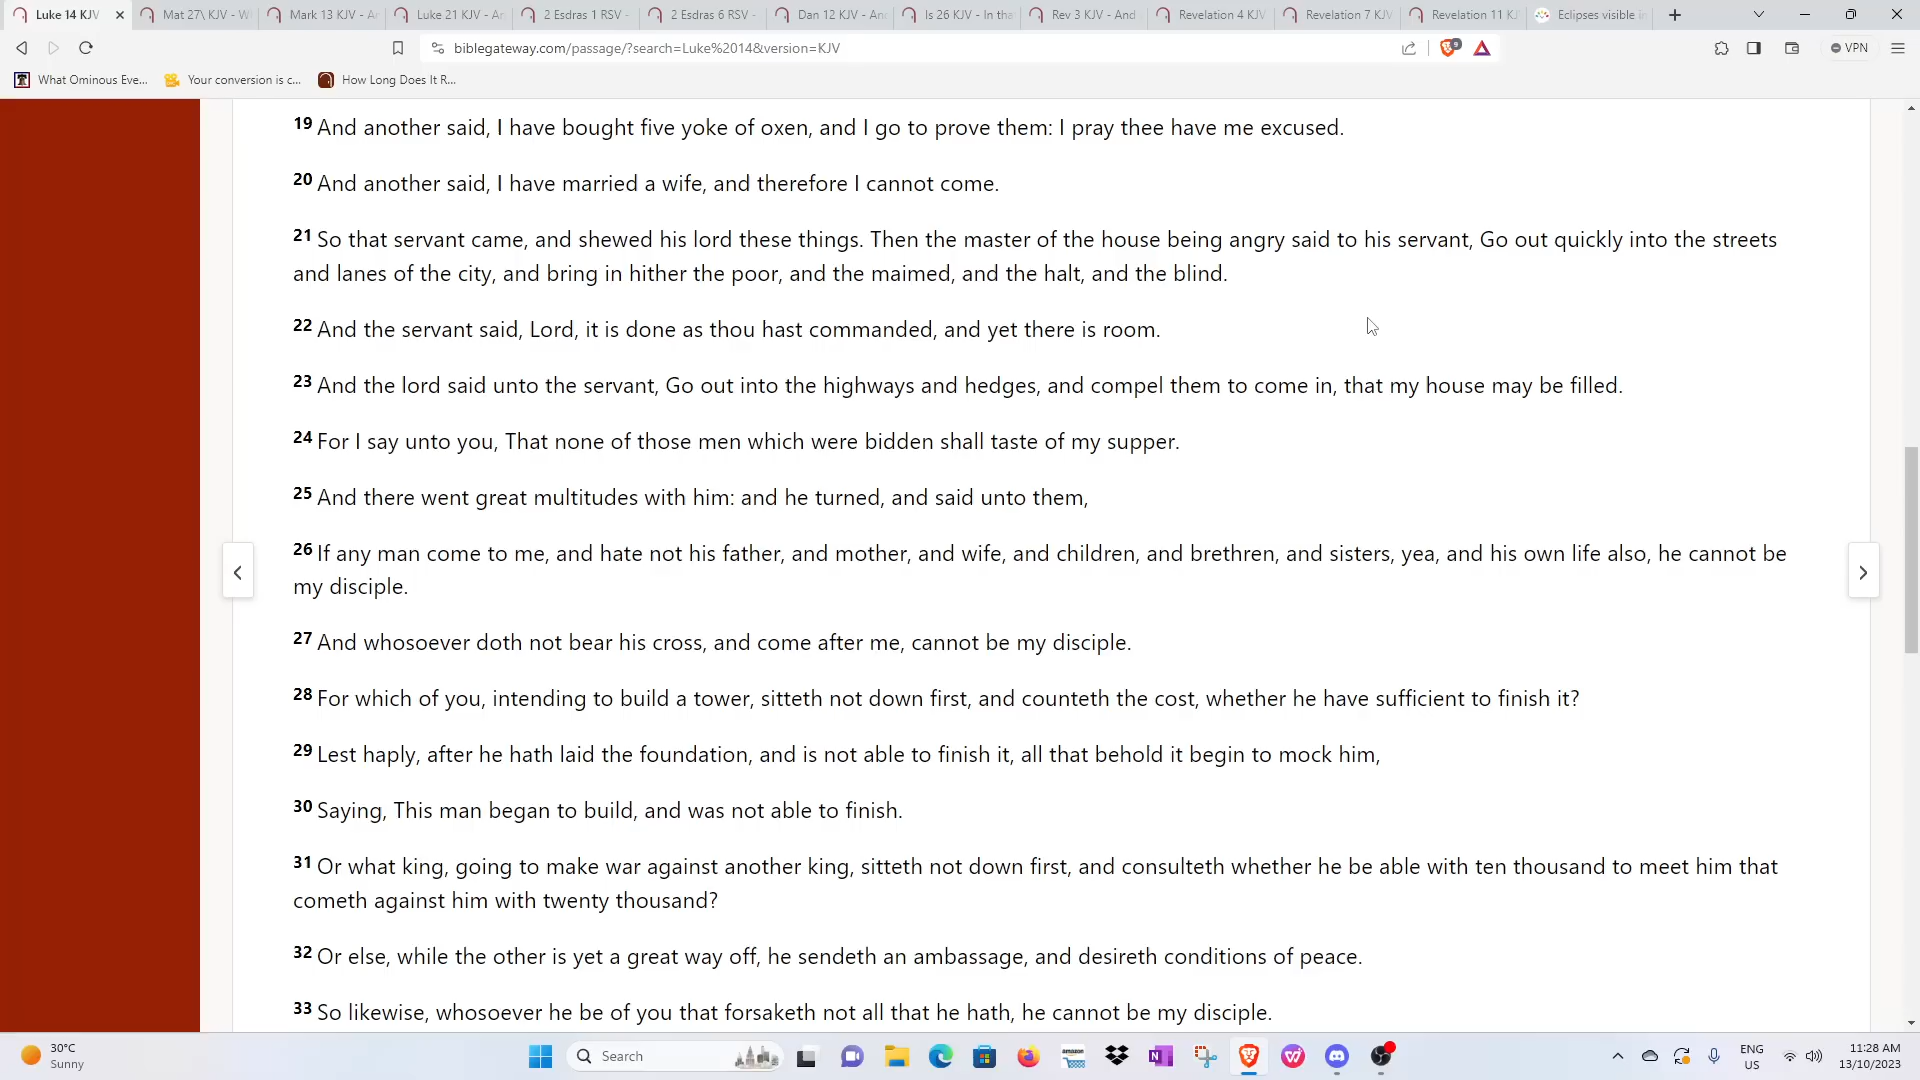 Luke 14 KJV
Mat 27\ KJV - W
Mark 13 KJV - A
Luke 21 KJV - An
2 Esdras 1 RSV -
2 Esdras 6 RSV -
Dan 12 KJV - An
Is 26 KJV - In tha
Rev 3 KJV - And
Revelation 4 KJV
Revelation 7 KJV
Revelation 11 KJ
Eclipses visible in
biblegateway.com/passage/?search=Luke%2014&version=KJV
9
VPN
What Ominous Eve...
Your conversion is c...
How Long Does It R...
19 And another said, I have bought five yoke of oxen, and I go to prove them: I pray thee have me excused.
20 And another said, I have married a wife, and therefore I cannot come.
21 So that servant came, and shewed his lord these things. Then the master of the house being angry said to his servant, Go out quickly into the streets
and lanes of the city, and bring in hither the poor, and the maimed, and the halt, and the blind.
22 And the servant said, Lord, it is done as thou hast commanded, and yet there is room.
23 And the lord said unto the servant, Go out into the highways and hedges, and compel them to come in, that my house may be filled.
24 For I say unto you, That none of those men which were bidden shall taste of my supper.
25 And there went great multitudes with him: and he turned, and said unto them,
26 If any man come to me, and hate not his father, and mother, and wife, and children, and brethren, and sisters, yea, and his own life also, he cannot be
my disciple.
27 And whosoever doth not bear his cross, and come after me, cannot be my disciple.
28 For which of you, intending to build a tower, sitteth not down first, and counteth the cost, whether he have sufficient to finish it?
29 Lest haply, after he hath laid the foundation, and is not able to finish it, all that behold it begin to mock him,
30 Saying, This man began to build, and was not able to finish.
31 Or what king, going to make war against another king, sitteth not down first, and consulteth whether he be able with ten thousand to meet him that
cometh against him with twenty thousand?
32 Or else, while the other is yet a great way off, he sendeth an ambassage, and desireth conditions of peace.
33 So likewise, whosoever he be of you that forsaketh not all that he hath, he cannot be my disciple.
30°C
Sunny
Search
amazon
ENG
US
11:28 AM
13/10/2023